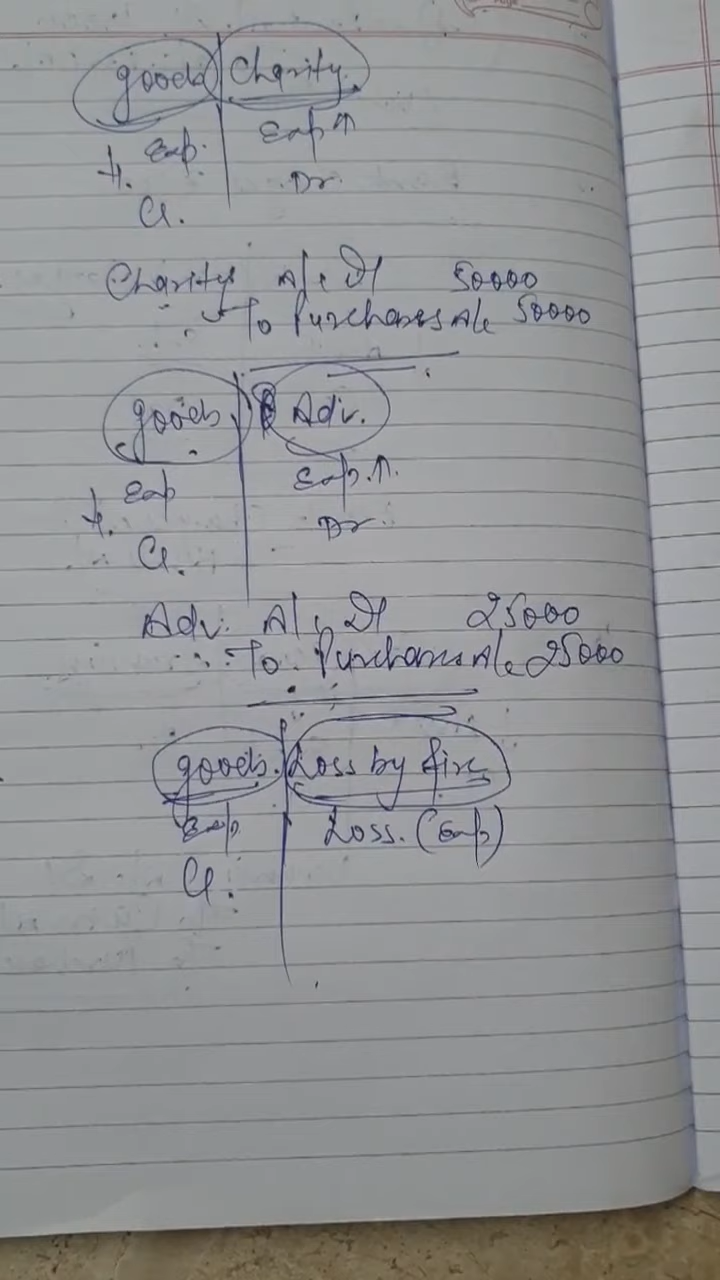 goods | Charity
Exp. | Exp ↑
↓. | Dr.
Cr.
Charity A/c Dr 50000
To Purchases A/c 50000
goods | Adv.
Exp | Exp. ↑.
↓. | Dr.
Cr.
Adv. A/c Dr 25000
To Purchases A/c 25000
goods. | Loss by fire
Exp | Loss. (Exp)
Cr.